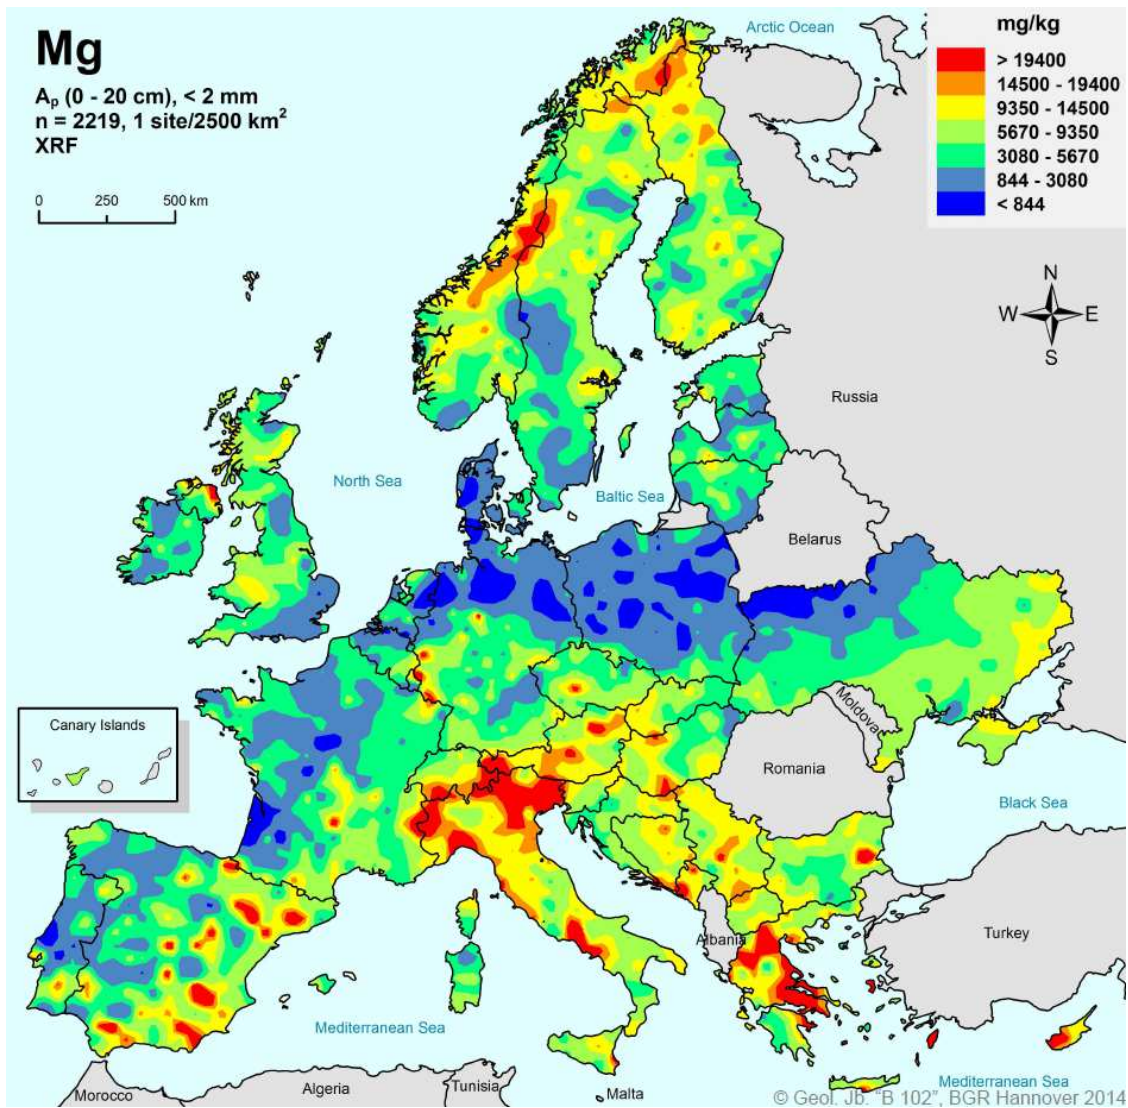 Mg
Ap (0 - 20 cm), < 2 mm
n = 2219, 1 site/2500 km²
XRF
0 250 500 km
Arctic Ocean
mg/kg
> 19400
14500 - 19400
9350 - 14500
5670 - 9350
3080 - 5670
844 - 3080
< 844
N
W E
S
Russia
North Sea
Baltic Sea
Belarus
Canary Islands
Moldova
Romania
Black Sea
Albania
Turkey
Mediterranean Sea
Morocco
Algeria
Tunisia
Malta
Mediterranean Sea
© Geol. Jb. "B 102", BGR Hannover 2014